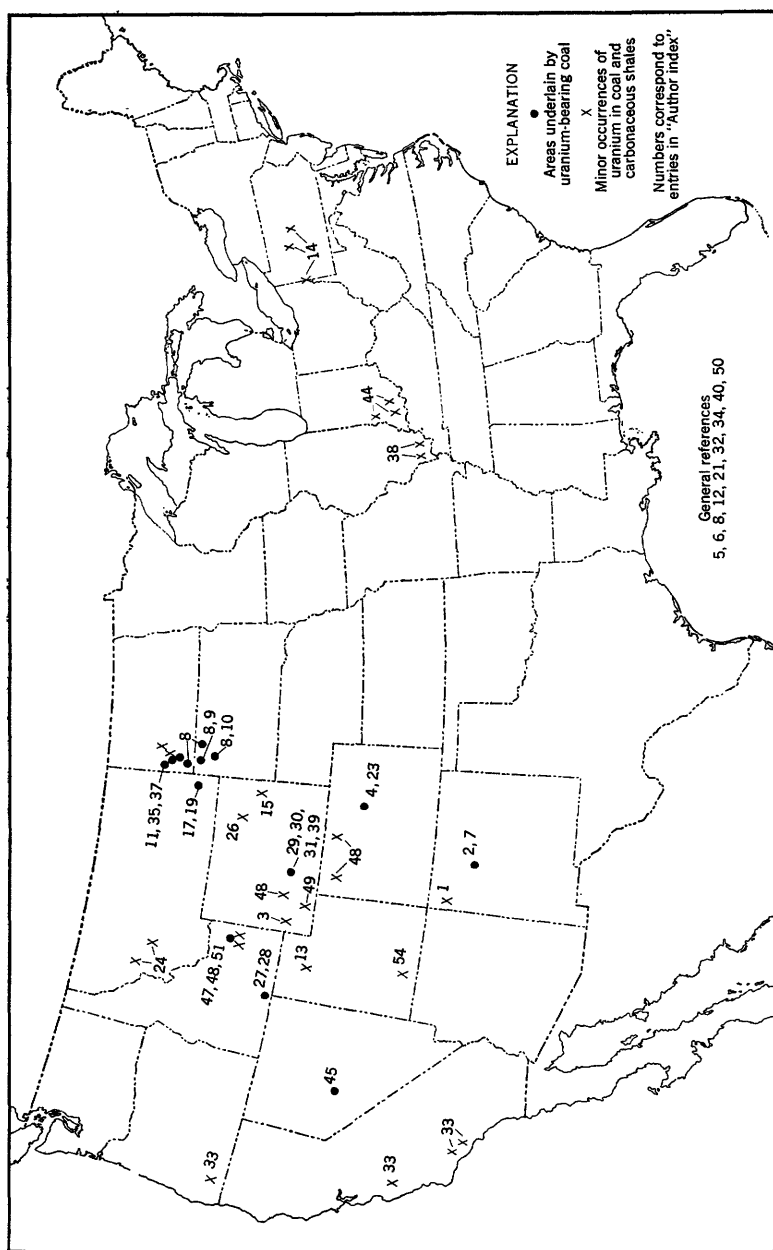 EXPLANATION
Areas underlain by
uranium-bearing coal
X
Minor occurrences of
uranium in coal and
carbonaceous shales
Numbers correspond to
entries in "Author index"
General references
5, 6, 8, 12, 21, 32, 34, 40, 50
11, 35, 37
8
8, 9
8, 10
17, 19
24
26
15
47, 48, 51
48
3
29, 30,
31, 39
49
27, 28
13
48
4, 23
45
54
1
2, 7
33
33
33
14
44
38